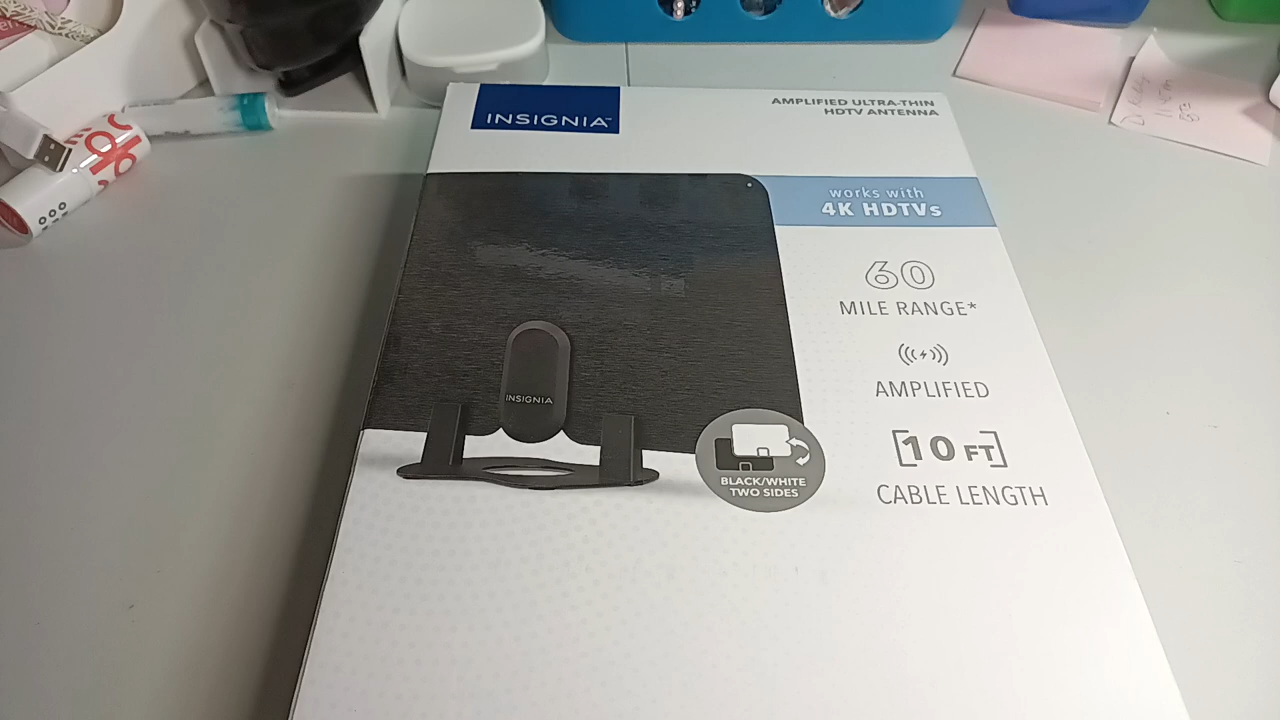 INSIGNIA™
AMPLIFIED ULTRA-THIN
HDTV ANTENNA
works with
4K HDTVs
60
MILE RANGE*
AMPLIFIED
[10 FT]
CABLE LENGTH
INSIGNIA
BLACK/WHITE
TWO SIDES